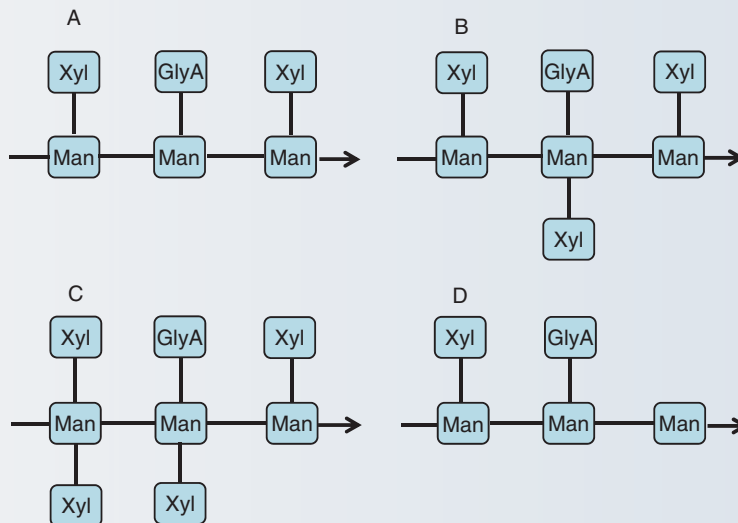 A
Xyl GlyA Xyl
Man Man Man
B
Xyl GlyA Xyl
Man Man Man
Xyl
C
Xyl GlyA Xyl
Man Man Man
Xyl Xyl
D
Xyl GlyA
Man Man Man